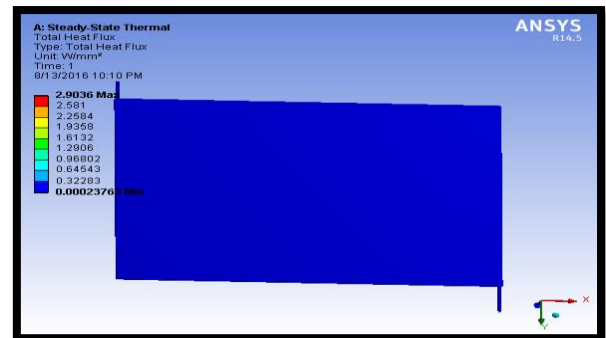 A: Steady-State Thermal
Total Heat Flux
Type: Total Heat Flux
Unit: W/mm²
Time: 1
8/13/2016 10:10 PM
2.9036 Max
2.581
2.2584
1.9358
1.6132
1.2906
0.96802
0.64543
0.32283
0.00023763 Min
ANSYS
R14.5
X
Y